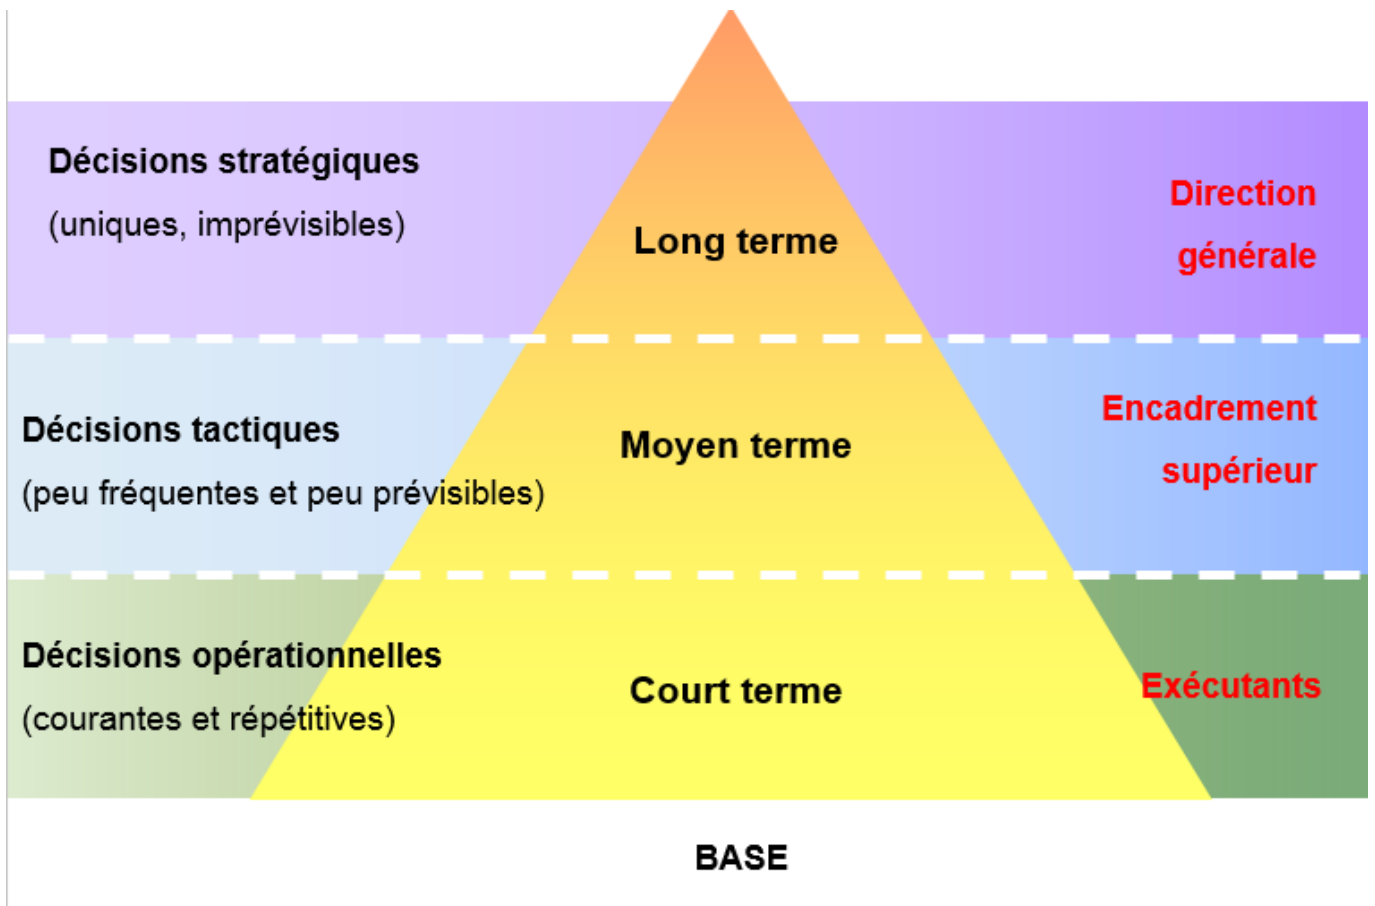 Décisions stratégiques
(uniques, imprévisibles)
Long terme
Direction
générale
Décisions tactiques
(peu fréquentes et peu prévisibles)
Moyen terme
Encadrement
supérieur
Décisions opérationnelles
(courantes et répétitives)
Court terme
Exécutants
BASE